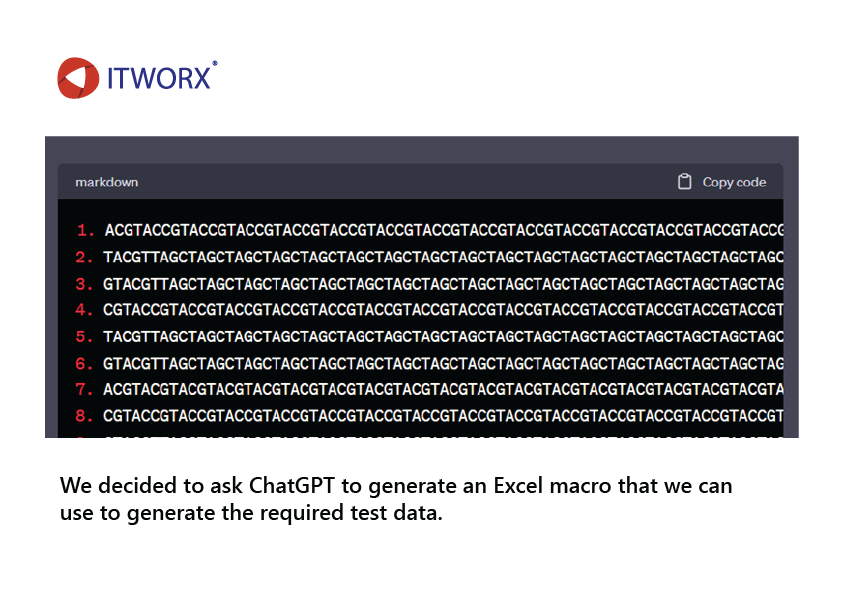 ITWORX®
markdown Copy code
1. ACGTACCGTACCGTACCGTACCGTACCGTACCGTACCGTACCGTACCGTACCGTACCGTACCGTACCGTACCG
2. TACGTTAGCTAGCTAGCTAGCTAGCTAGCTAGCTAGCTAGCTAGCTAGCTAGCTAGCTAGCTAGCTAGCTAGC
3. GTACGTTAGCTAGCTAGCTAGCTAGCTAGCTAGCTAGCTAGCTAGCTAGCTAGCTAGCTAGCTAGCTAGCTAG
4. CGTACCGTACCGTACCGTACCGTACCGTACCGTACCGTACCGTACCGTACCGTACCGTACCGTACCGTACCGT
5. TACGTTAGCTAGCTAGCTAGCTAGCTAGCTAGCTAGCTAGCTAGCTAGCTAGCTAGCTAGCTAGCTAGCTAGC
6. GTACGTTAGCTAGCTAGCTAGCTAGCTAGCTAGCTAGCTAGCTAGCTAGCTAGCTAGCTAGCTAGCTAGCTAG
7. ACGTACGTACGTACGTACGTACGTACGTACGTACGTACGTACGTACGTACGTACGTACGTACGTACGTACGTA
8. CGTACCGTACCGTACCGTACCGTACCGTACCGTACCGTACCGTACCGTACCGTACCGTACCGTACCGTACCGT
We decided to ask ChatGPT to generate an Excel macro that we can
use to generate the required test data.